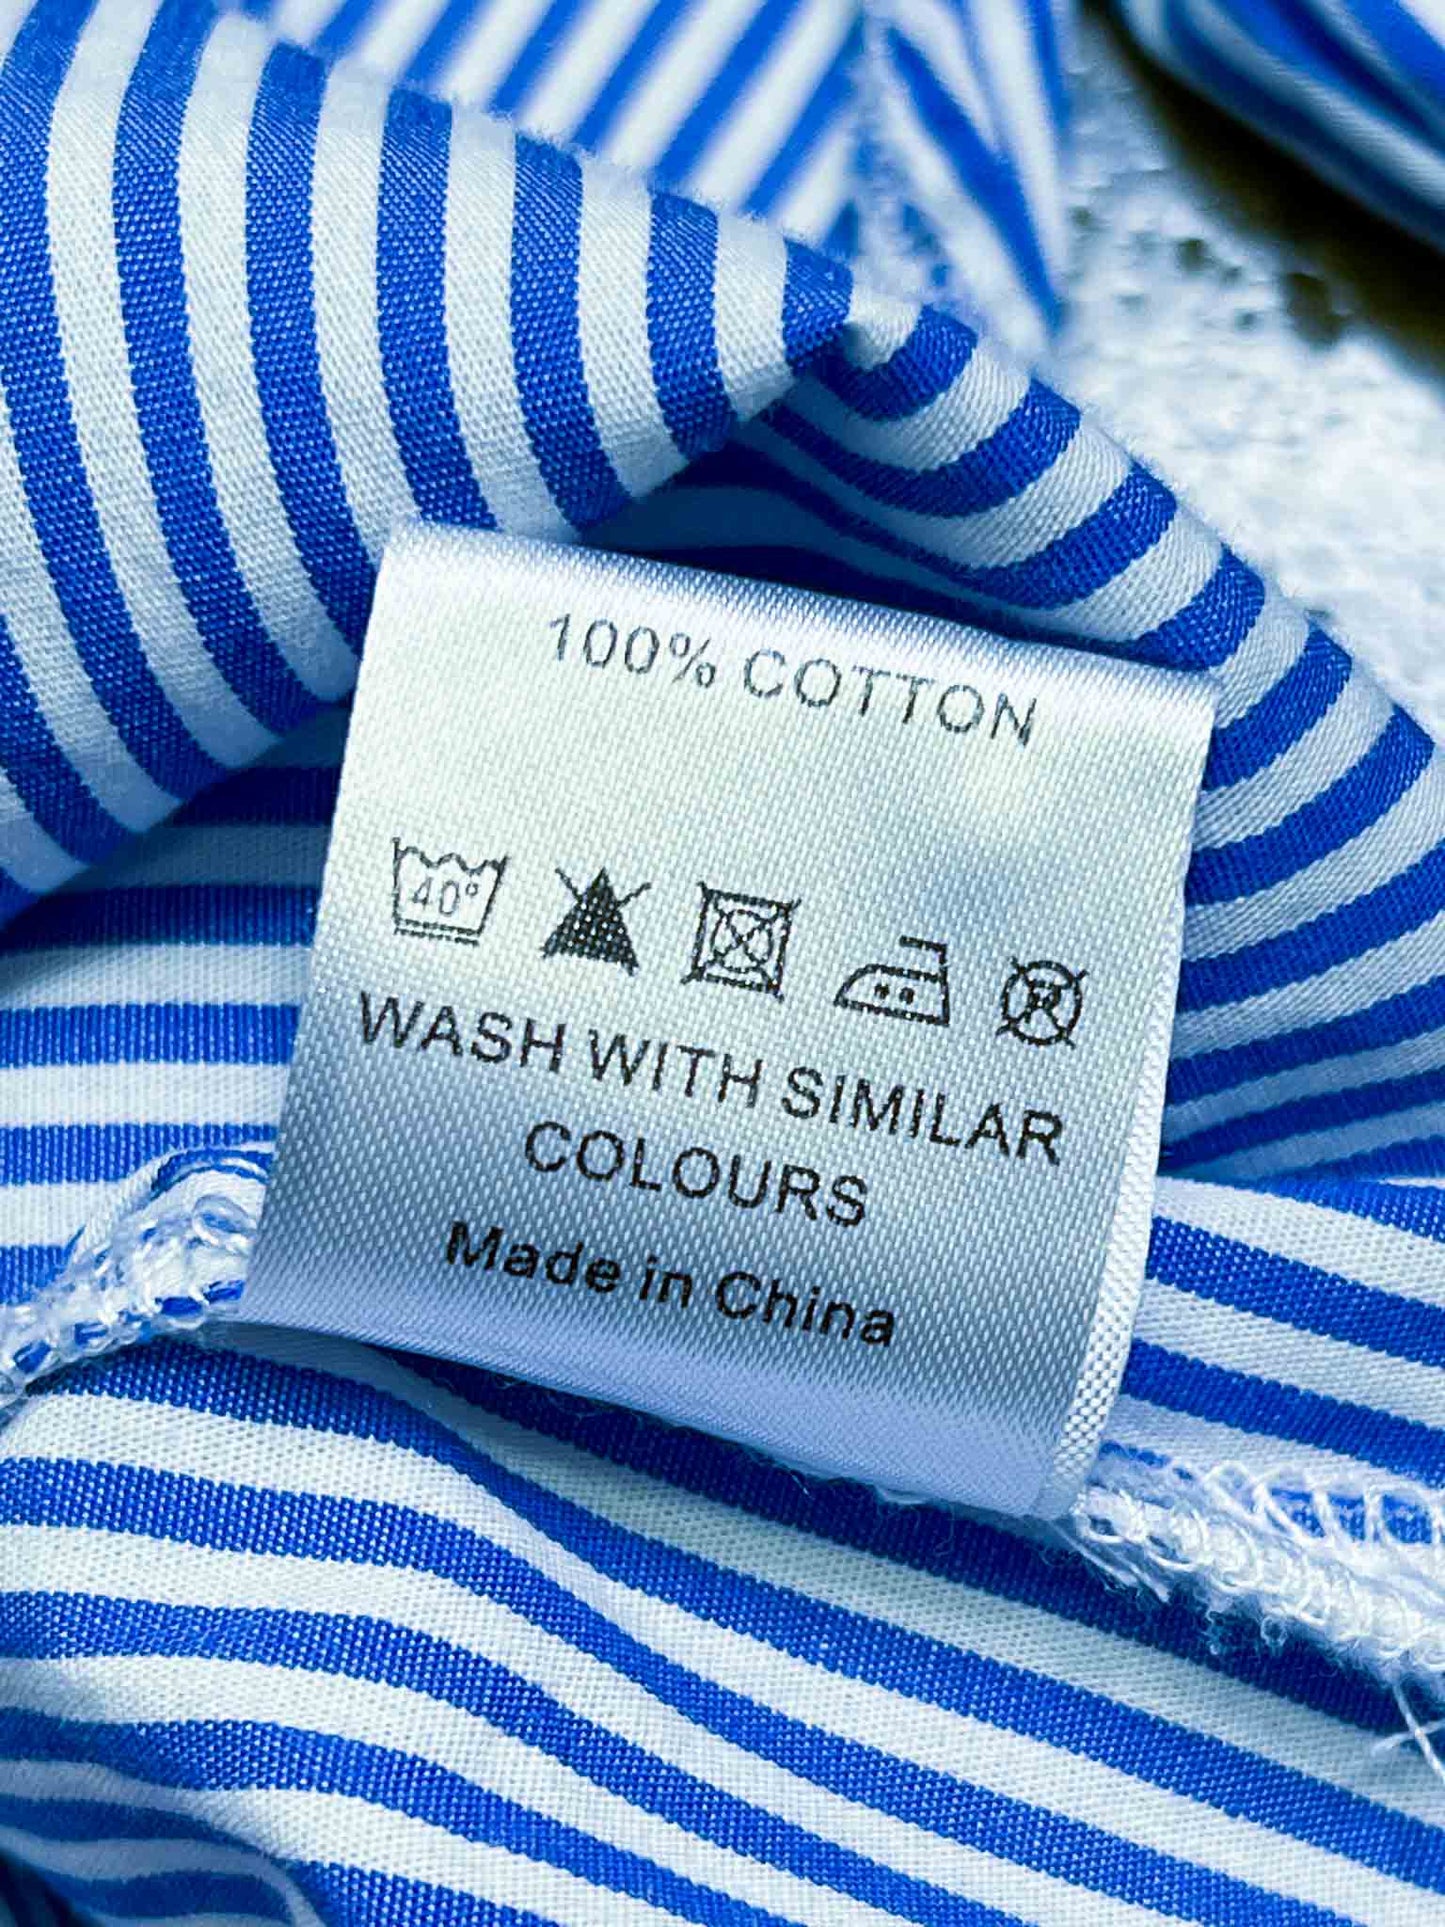 100% COTTON
40°
WASH WITH SIMILAR
COLOURS
Made in China